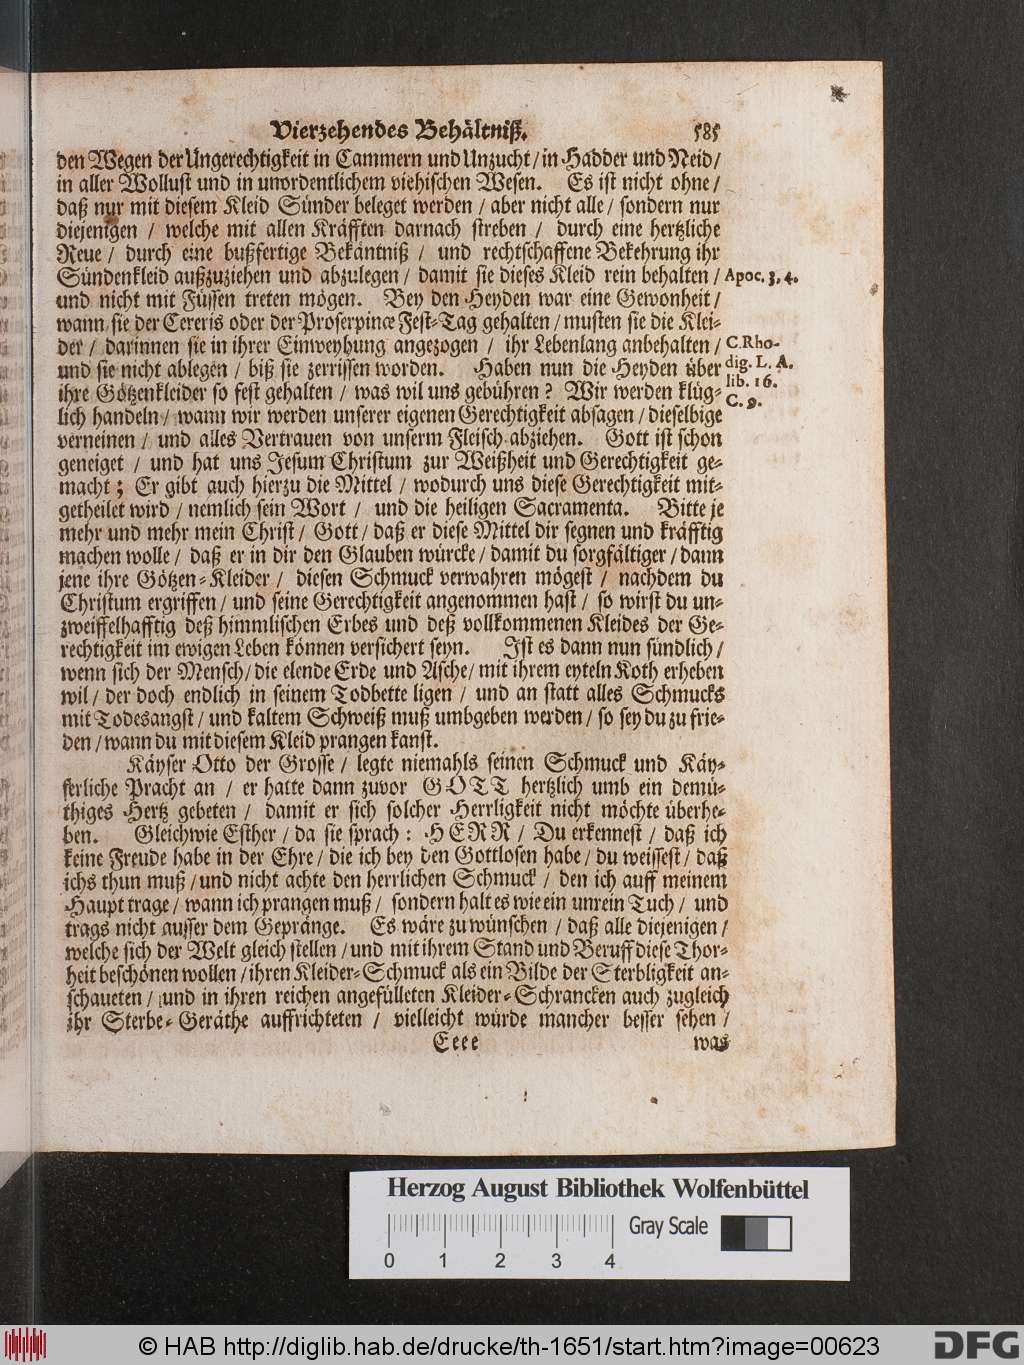 Vierzehendes Behältniß. 585
den Wegen der Ungerechtigkeit in Cammern und Unzucht / in Hadder und Neid /
in aller Wollust und in unordentlichem viehischen Wesen. Es ist nicht ohne /
daß nur mit diesem Kleid Sünder beleget werden / aber nicht alle / sondern nur
diejenigen / welche mit allen Kräfften darnach streben / durch eine hertzliche
Reue / durch eine bußfertige Bekäntniß / und rechtschaffene Bekehrung ihr
Sündenkleid außzuziehen und abzulegen / damit sie dieses Kleid rein behalten / Apoc. 3, 4.
und nicht mit Füssen treten mögen. Bey den Heyden war eine Gewonheit /
wann sie der Cereris oder der Proserpinæ Fest-Tag gehalten / musten sie die Klei-
der / darinnen sie in ihrer Einweyhung angezogen / ihr Lebenlang anbehalten / C. Rho-
und sie nicht ablegen / biß sie zerrissen worden. Haben nun die Heyden über dig. L. A.
ihre Götzenkleider so fest gehalten / was wil uns gebühren? Wir werden klüg- lib. 16.
lich handeln / wann wir werden unserer eigenen Gerechtigkeit absagen / dieselbige C. 9.
verneinen / und alles Vertrauen von unserm Fleisch abziehen. Gott ist schon
geneiget / und hat uns Jesum Christum zur Weißheit und Gerechtigkeit ge-
macht; Er gibt auch hierzu die Mittel / wodurch uns diese Gerechtigkeit mit-
getheilet wird / nemlich sein Wort / und die heiligen Sacramenta. Bitte je
mehr und mehr mein Christ / Gott / daß er diese Mittel dir segnen und kräfftig
machen wolle / daß er in dir den Glauben würcke / damit du sorgfältiger / dann
jene ihre Götzen-Kleider / diesen Schmuck verwahren mögest / nachdem du
Christum ergriffen / und seine Gerechtigkeit angenommen hast / so wirst du un-
zweiffelhafftig deß himmlischen Erbes und deß vollkommenen Kleides der Ge-
rechtigkeit im ewigen Leben können versichert seyn. Ist es dann nun sündlich /
wenn sich der Mensch / die elende Erde und Asche / mit ihrem eyteln Koth erheben
wil / der doch endlich in seinem Todbette ligen / und an statt alles Schmucks
mit Todesangst / und kaltem Schweiß muß umbgeben werden / so sey du zu frie-
den / wann du mit diesem Kleid prangen kanst.
Käyser Otto der Grosse / legte niemahls seinen Schmuck und Käy-
serliche Pracht an / er hatte dann zuvor GOTT hertzlich umb ein demü-
thiges Hertz gebeten / damit er sich solcher Herrligkeit nicht möchte überhe-
ben. Gleichwie Esther / da sie sprach: HERR / Du erkennest / daß ich
keine Freude habe in der Ehre / die ich bey den Gottlosen habe / du weissest / daß
ichs thun muß / und nicht achte den herrlichen Schmuck / den ich auff meinem
Haupt trage / wann ich prangen muß / sondern halt es wie ein unrein Tuch / und
trags nicht ausser dem Gepränge. Es wäre zu wünschen / daß alle diejenigen /
welche sich der Welt gleich stellen / und mit ihrem Stand und Beruff diese Thor-
heit beschönen wollen / ihren Kleider-Schmuck als ein Bilde der Sterbligkeit an-
schaueten / und in ihren reichen angefülleten Kleider-Schrancken auch zugleich
ihr Sterbe-Geräthe auffrichteten / vielleicht würde mancher besser sehen /
Eeee was
Herzog August Bibliothek Wolfenbüttel
Gray Scale
0 1 2 3 4
© HAB http://diglib.hab.de/drucke/th-1651/start.htm?image=00623 DFG